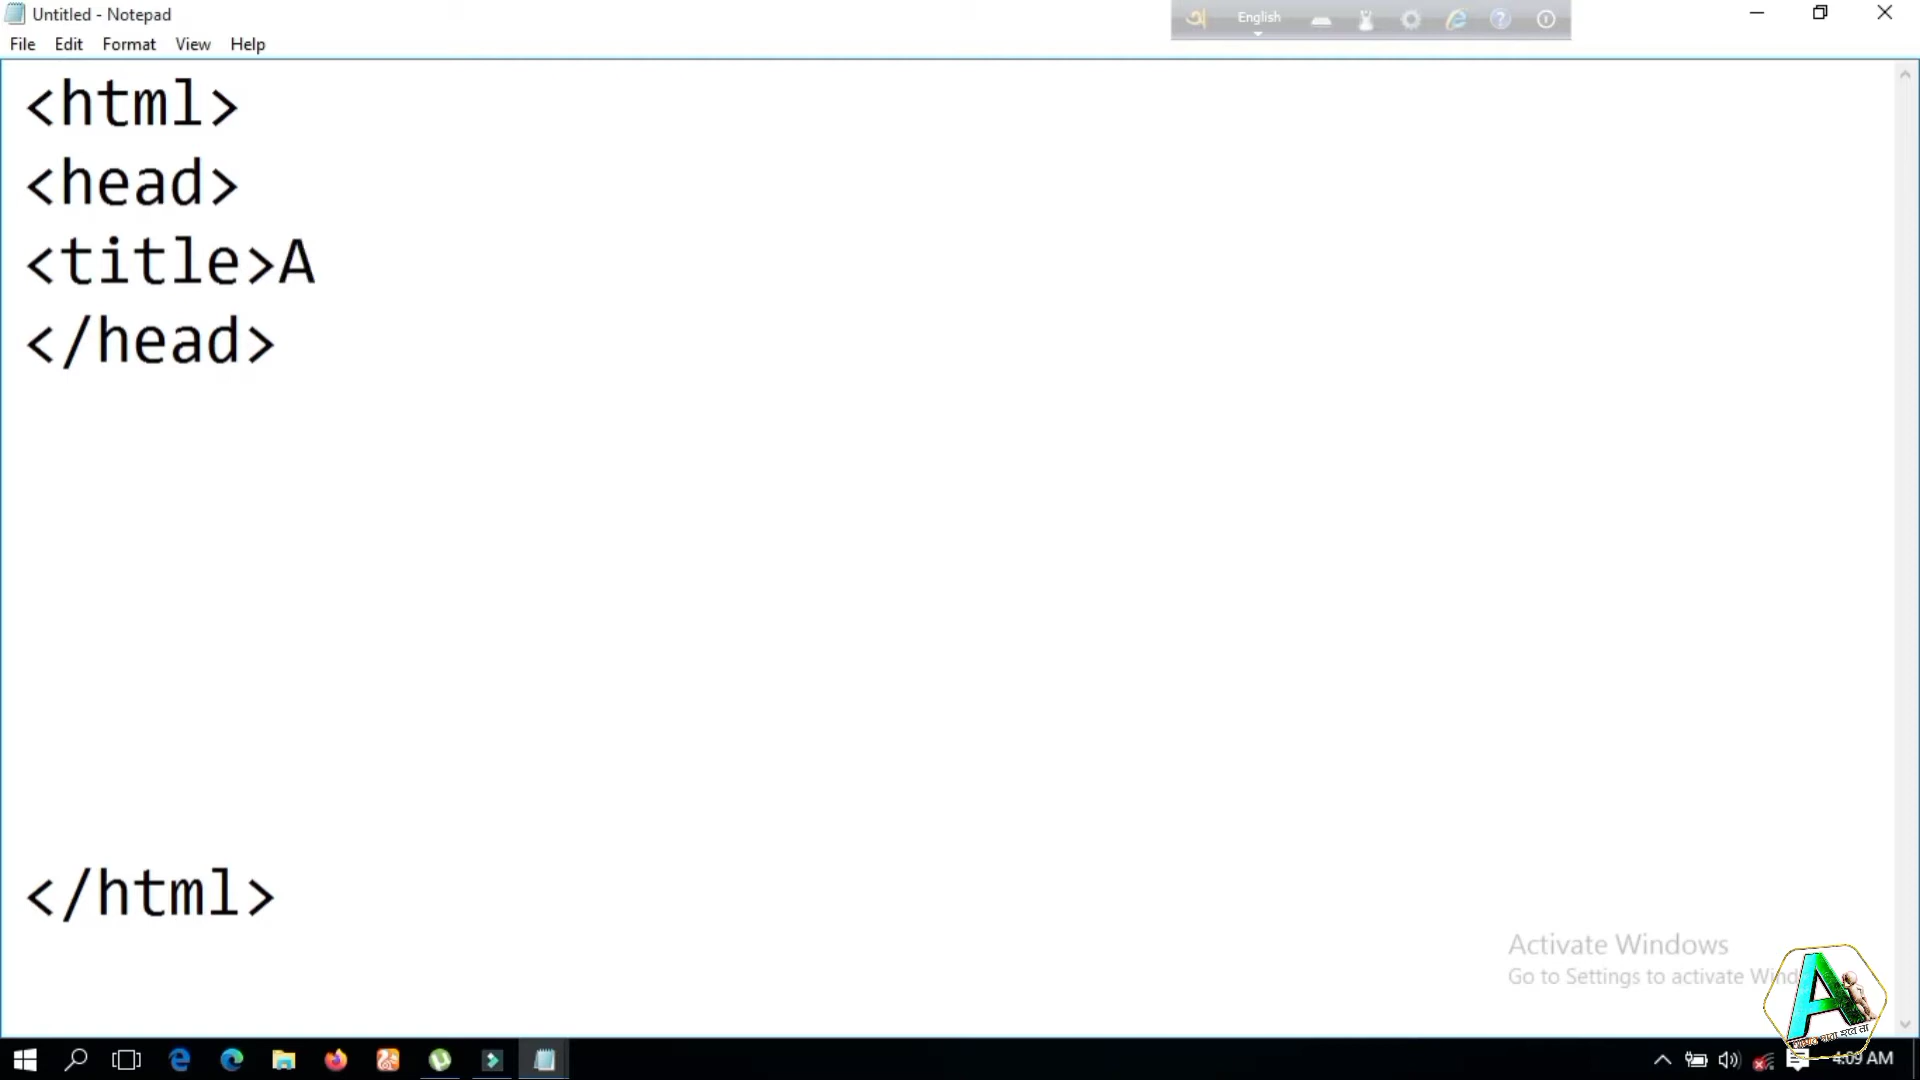 Untitled - Notepad
English
File Edit Format View Help
<html>
<head>
<title>A
</head>
</html>
Activate Windows
Go to Settings to activate Wind
A
4:09 AM